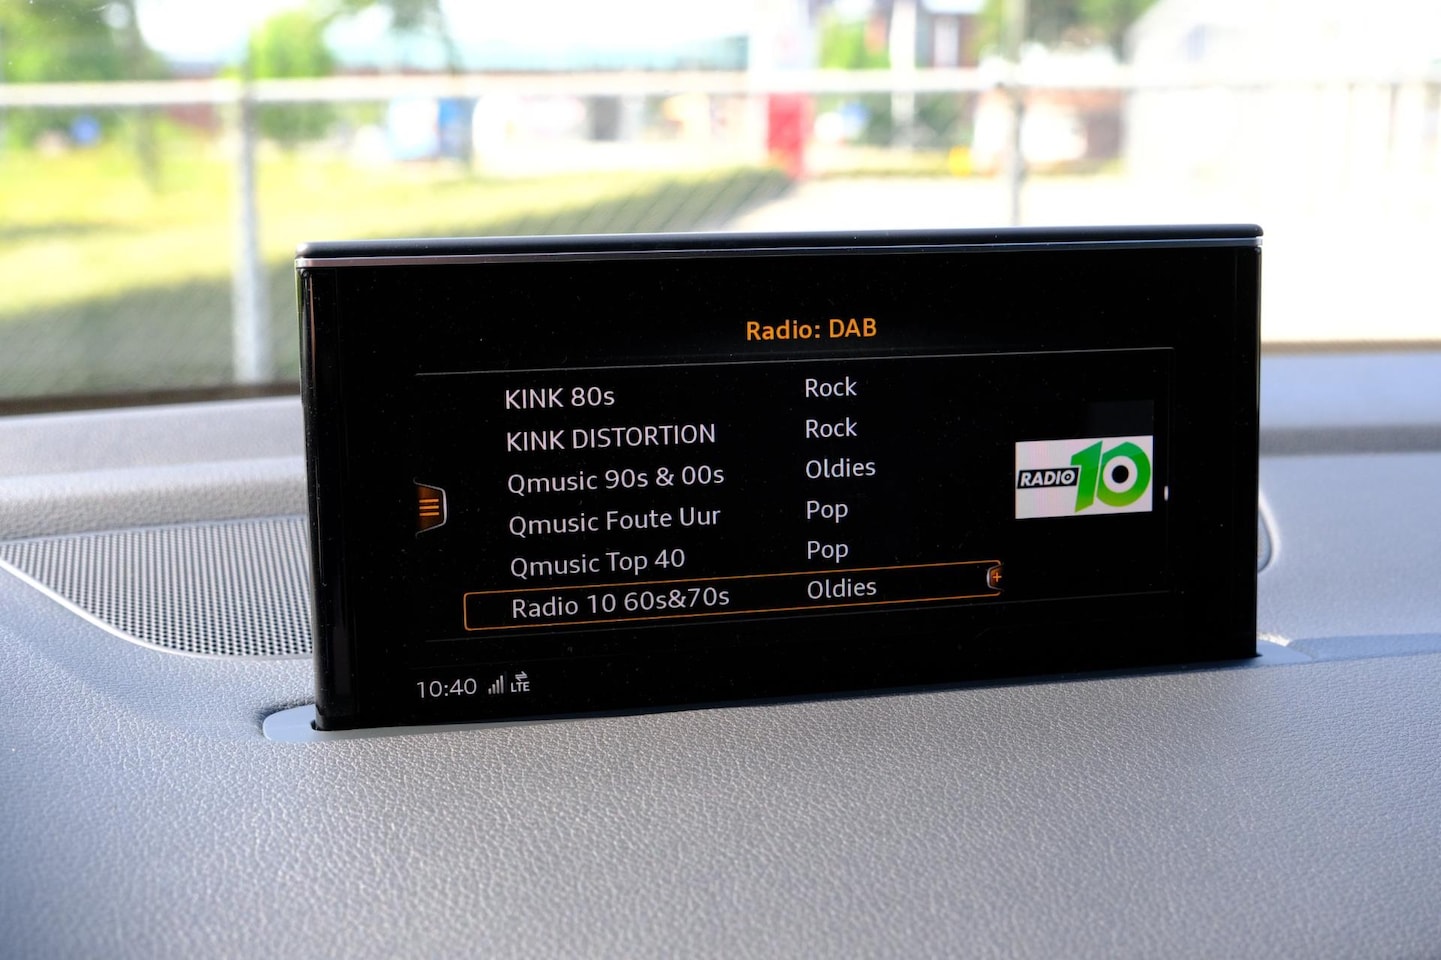 Radio: DAB
KINK 80s Rock
KINK DISTORTION Rock
Qmusic 90s & 00s Oldies
Qmusic Foute Uur Pop
Qmusic Top 40 Pop
Radio 10 60s&70s Oldies
RADIO 10
10:40 LTE